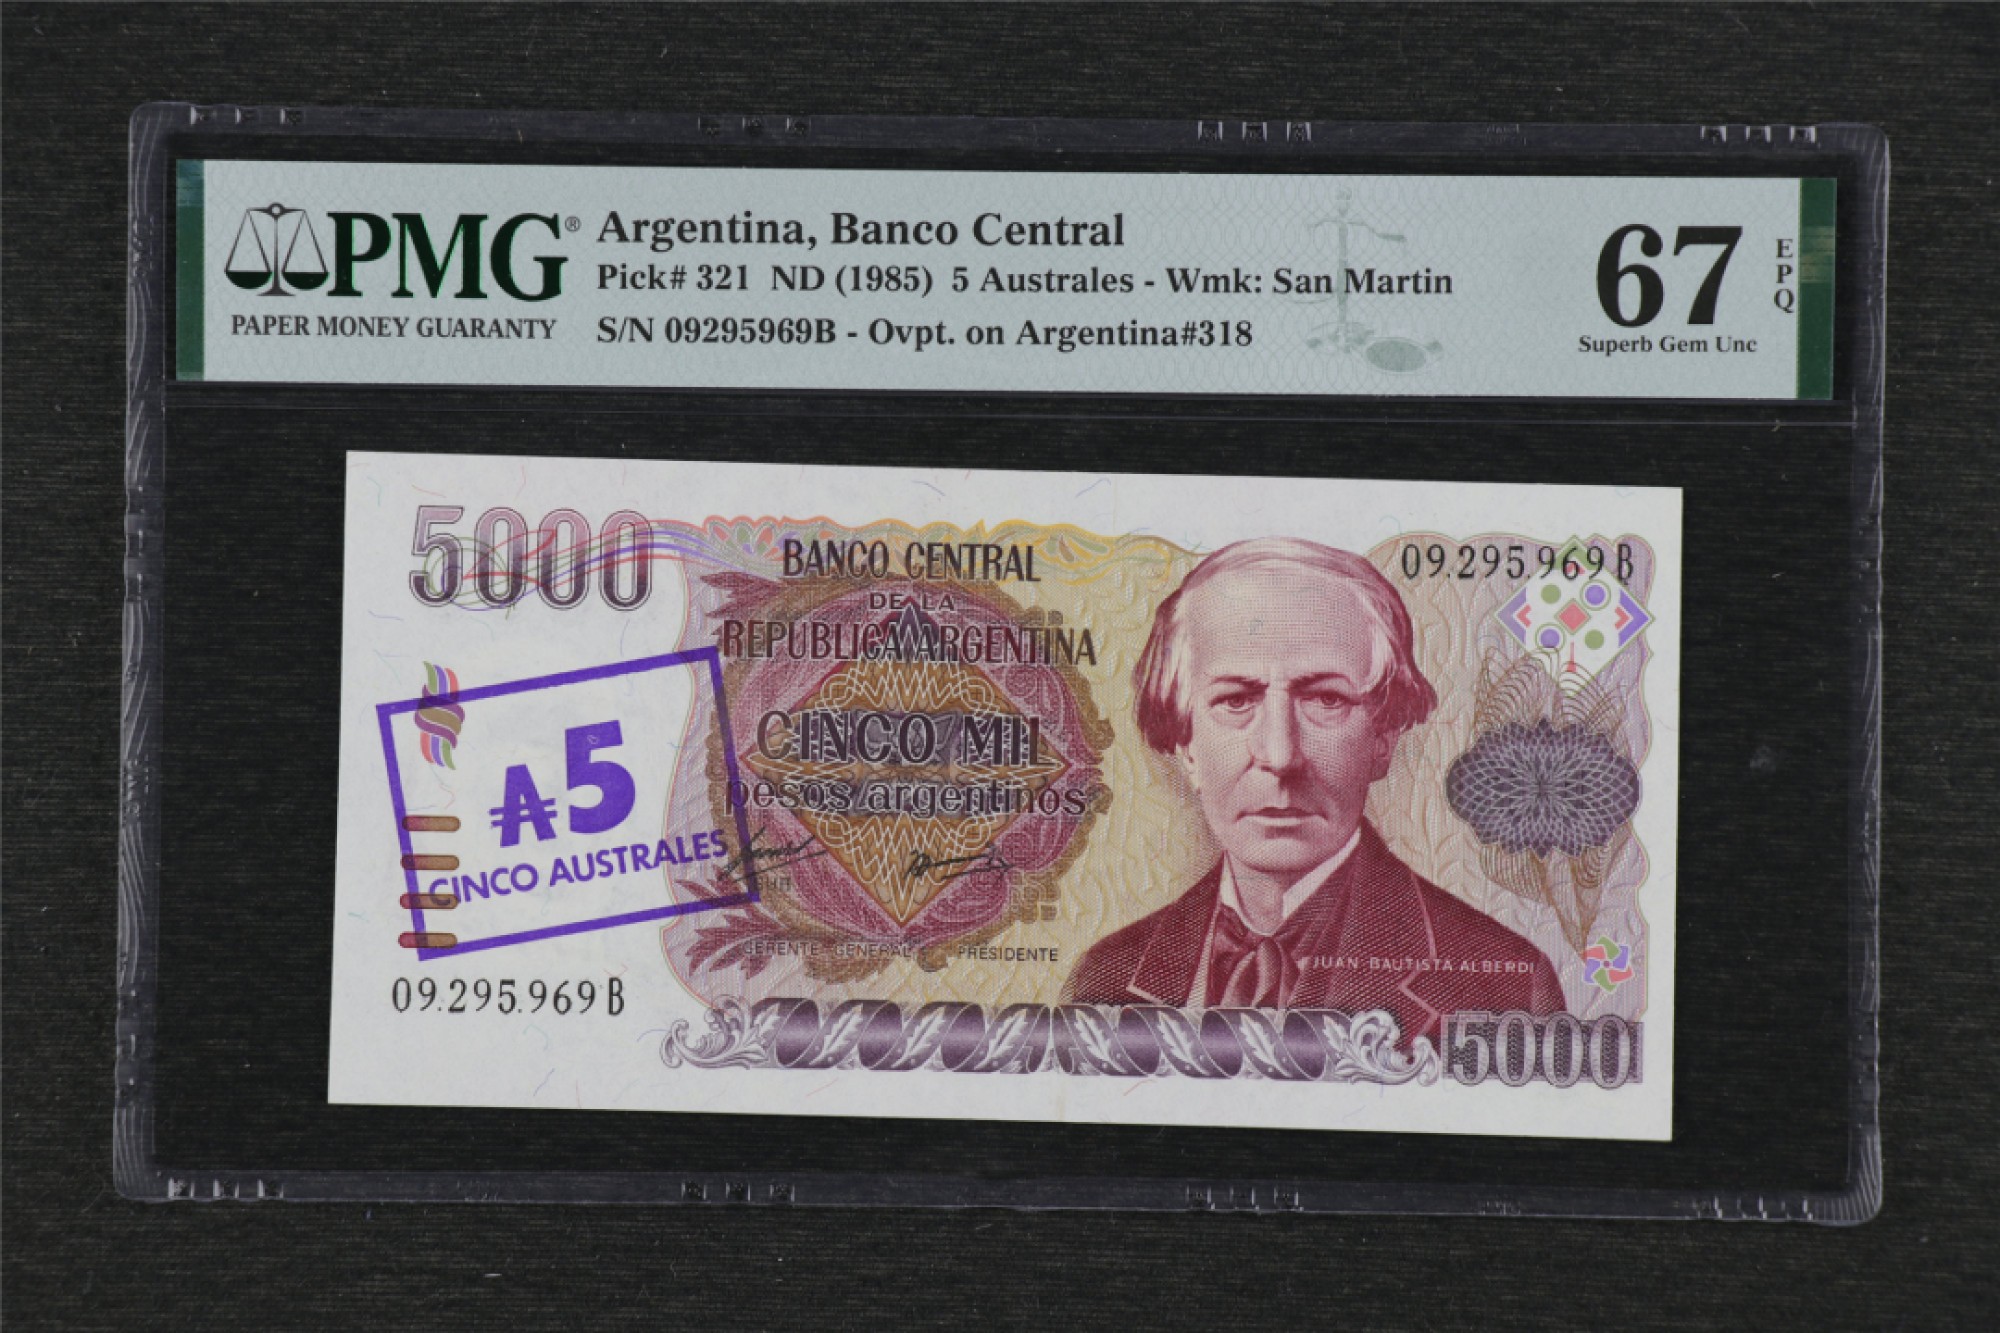 PMG®
PAPER MONEY GUARANTY
Argentina, Banco Central
Pick# 321 ND (1985) 5 Australes - Wmk: San Martin
S/N 09295969B - Ovpt. on Argentina#318
67
EPQ
Superb Gem Unc
5000
BANCO CENTRAL
DE LA
REPUBLICA ARGENTINA
CINCO MIL
pesos argentinos
09.295.969 B
₳5
CINCO AUSTRALES
GERENTE GENERAL
PRESIDENTE
JUAN BAUTISTA ALBERDI
09.295.969 B
5000